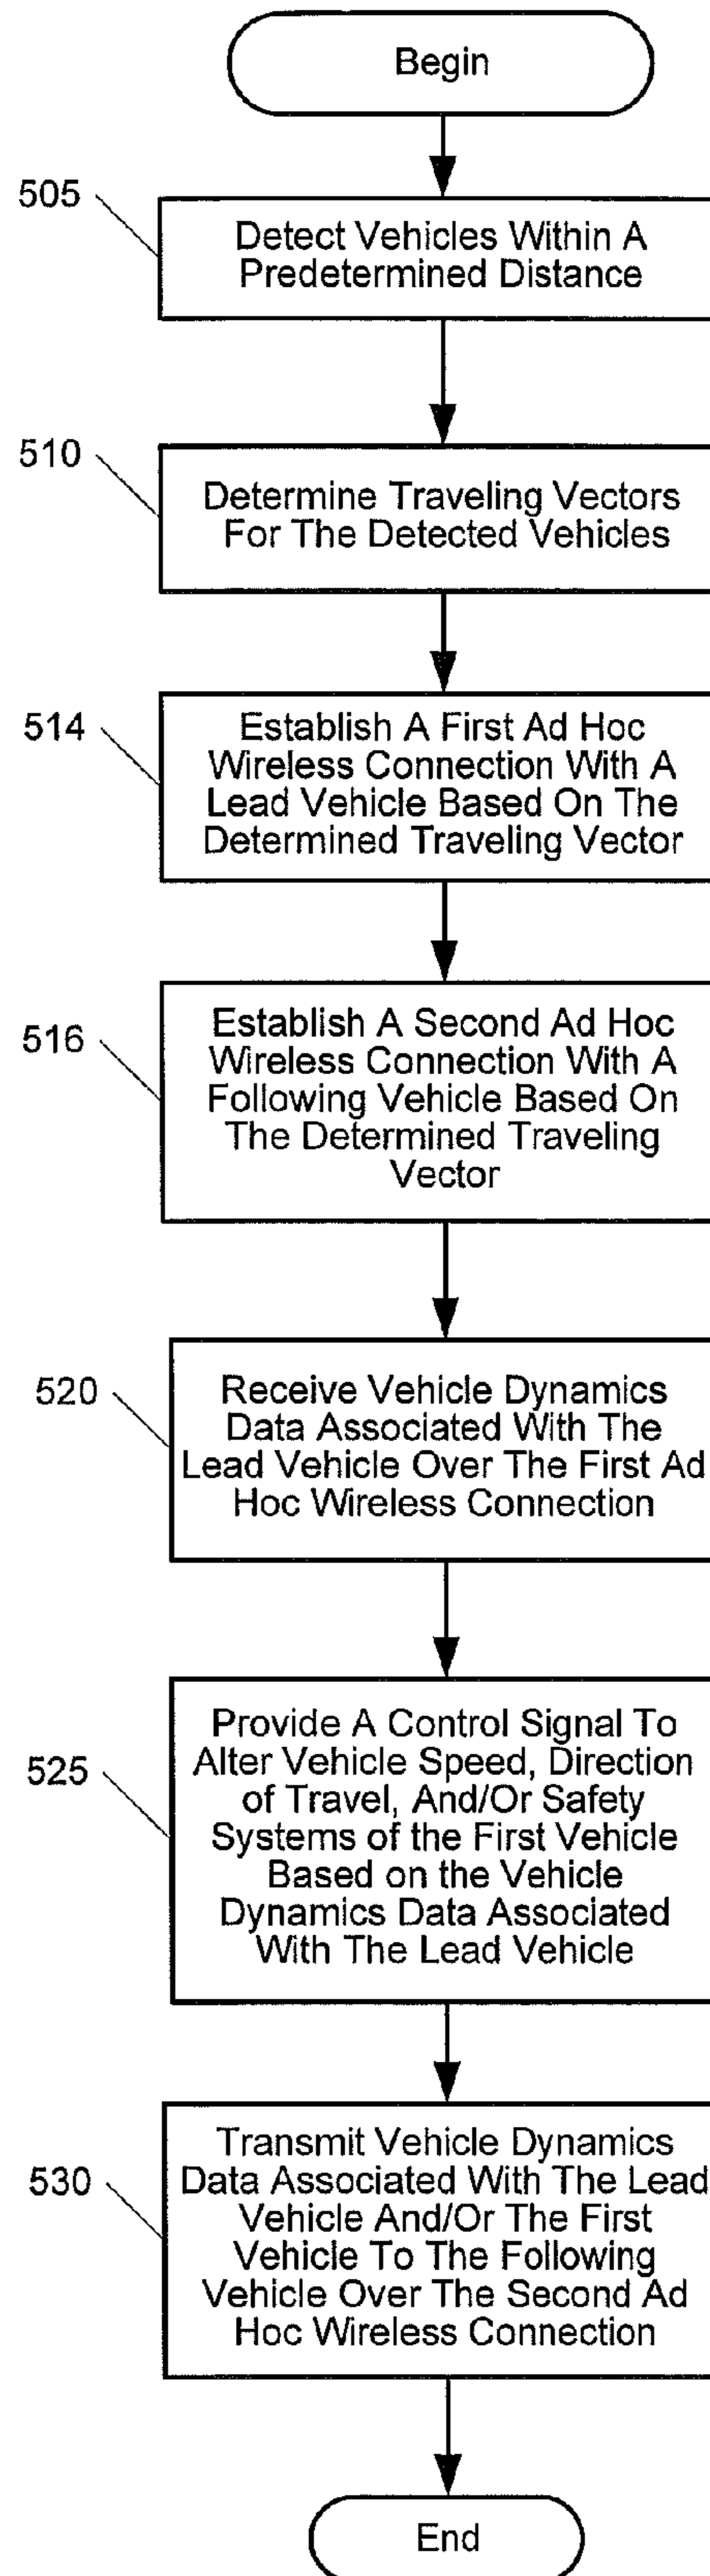 Begin
505
Detect Vehicles Within A
Predetermined Distance
510
Determine Traveling Vectors
For The Detected Vehicles
514
Establish A First Ad Hoc
Wireless Connection With A
Lead Vehicle Based On The
Determined Traveling Vector
516
Establish A Second Ad Hoc
Wireless Connection With A
Following Vehicle Based On
The Determined Traveling
Vector
520
Receive Vehicle Dynamics
Data Associated With The
Lead Vehicle Over The First Ad
Hoc Wireless Connection
525
Provide A Control Signal To
Alter Vehicle Speed, Direction
of Travel, And/Or Safety
Systems of the First Vehicle
Based on the Vehicle
Dynamics Data Associated
With The Lead Vehicle
530
Transmit Vehicle Dynamics
Data Associated With The Lead
Vehicle And/Or The First
Vehicle To The Following
Vehicle Over The Second Ad
Hoc Wireless Connection
End